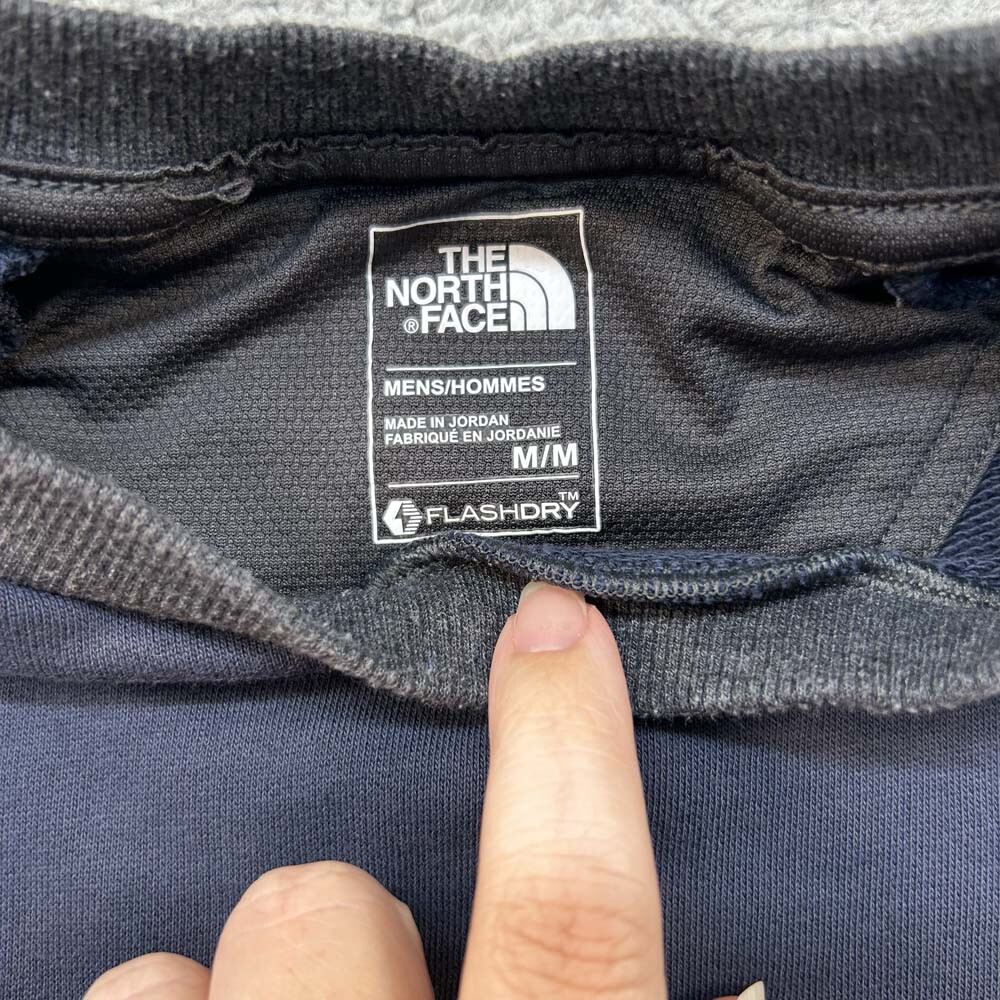 THE
NORTH
®FACE
MENS/HOMMES
MADE IN JORDAN
FABRIQUÉ EN JORDANIE
M/M
FLASHDRY™